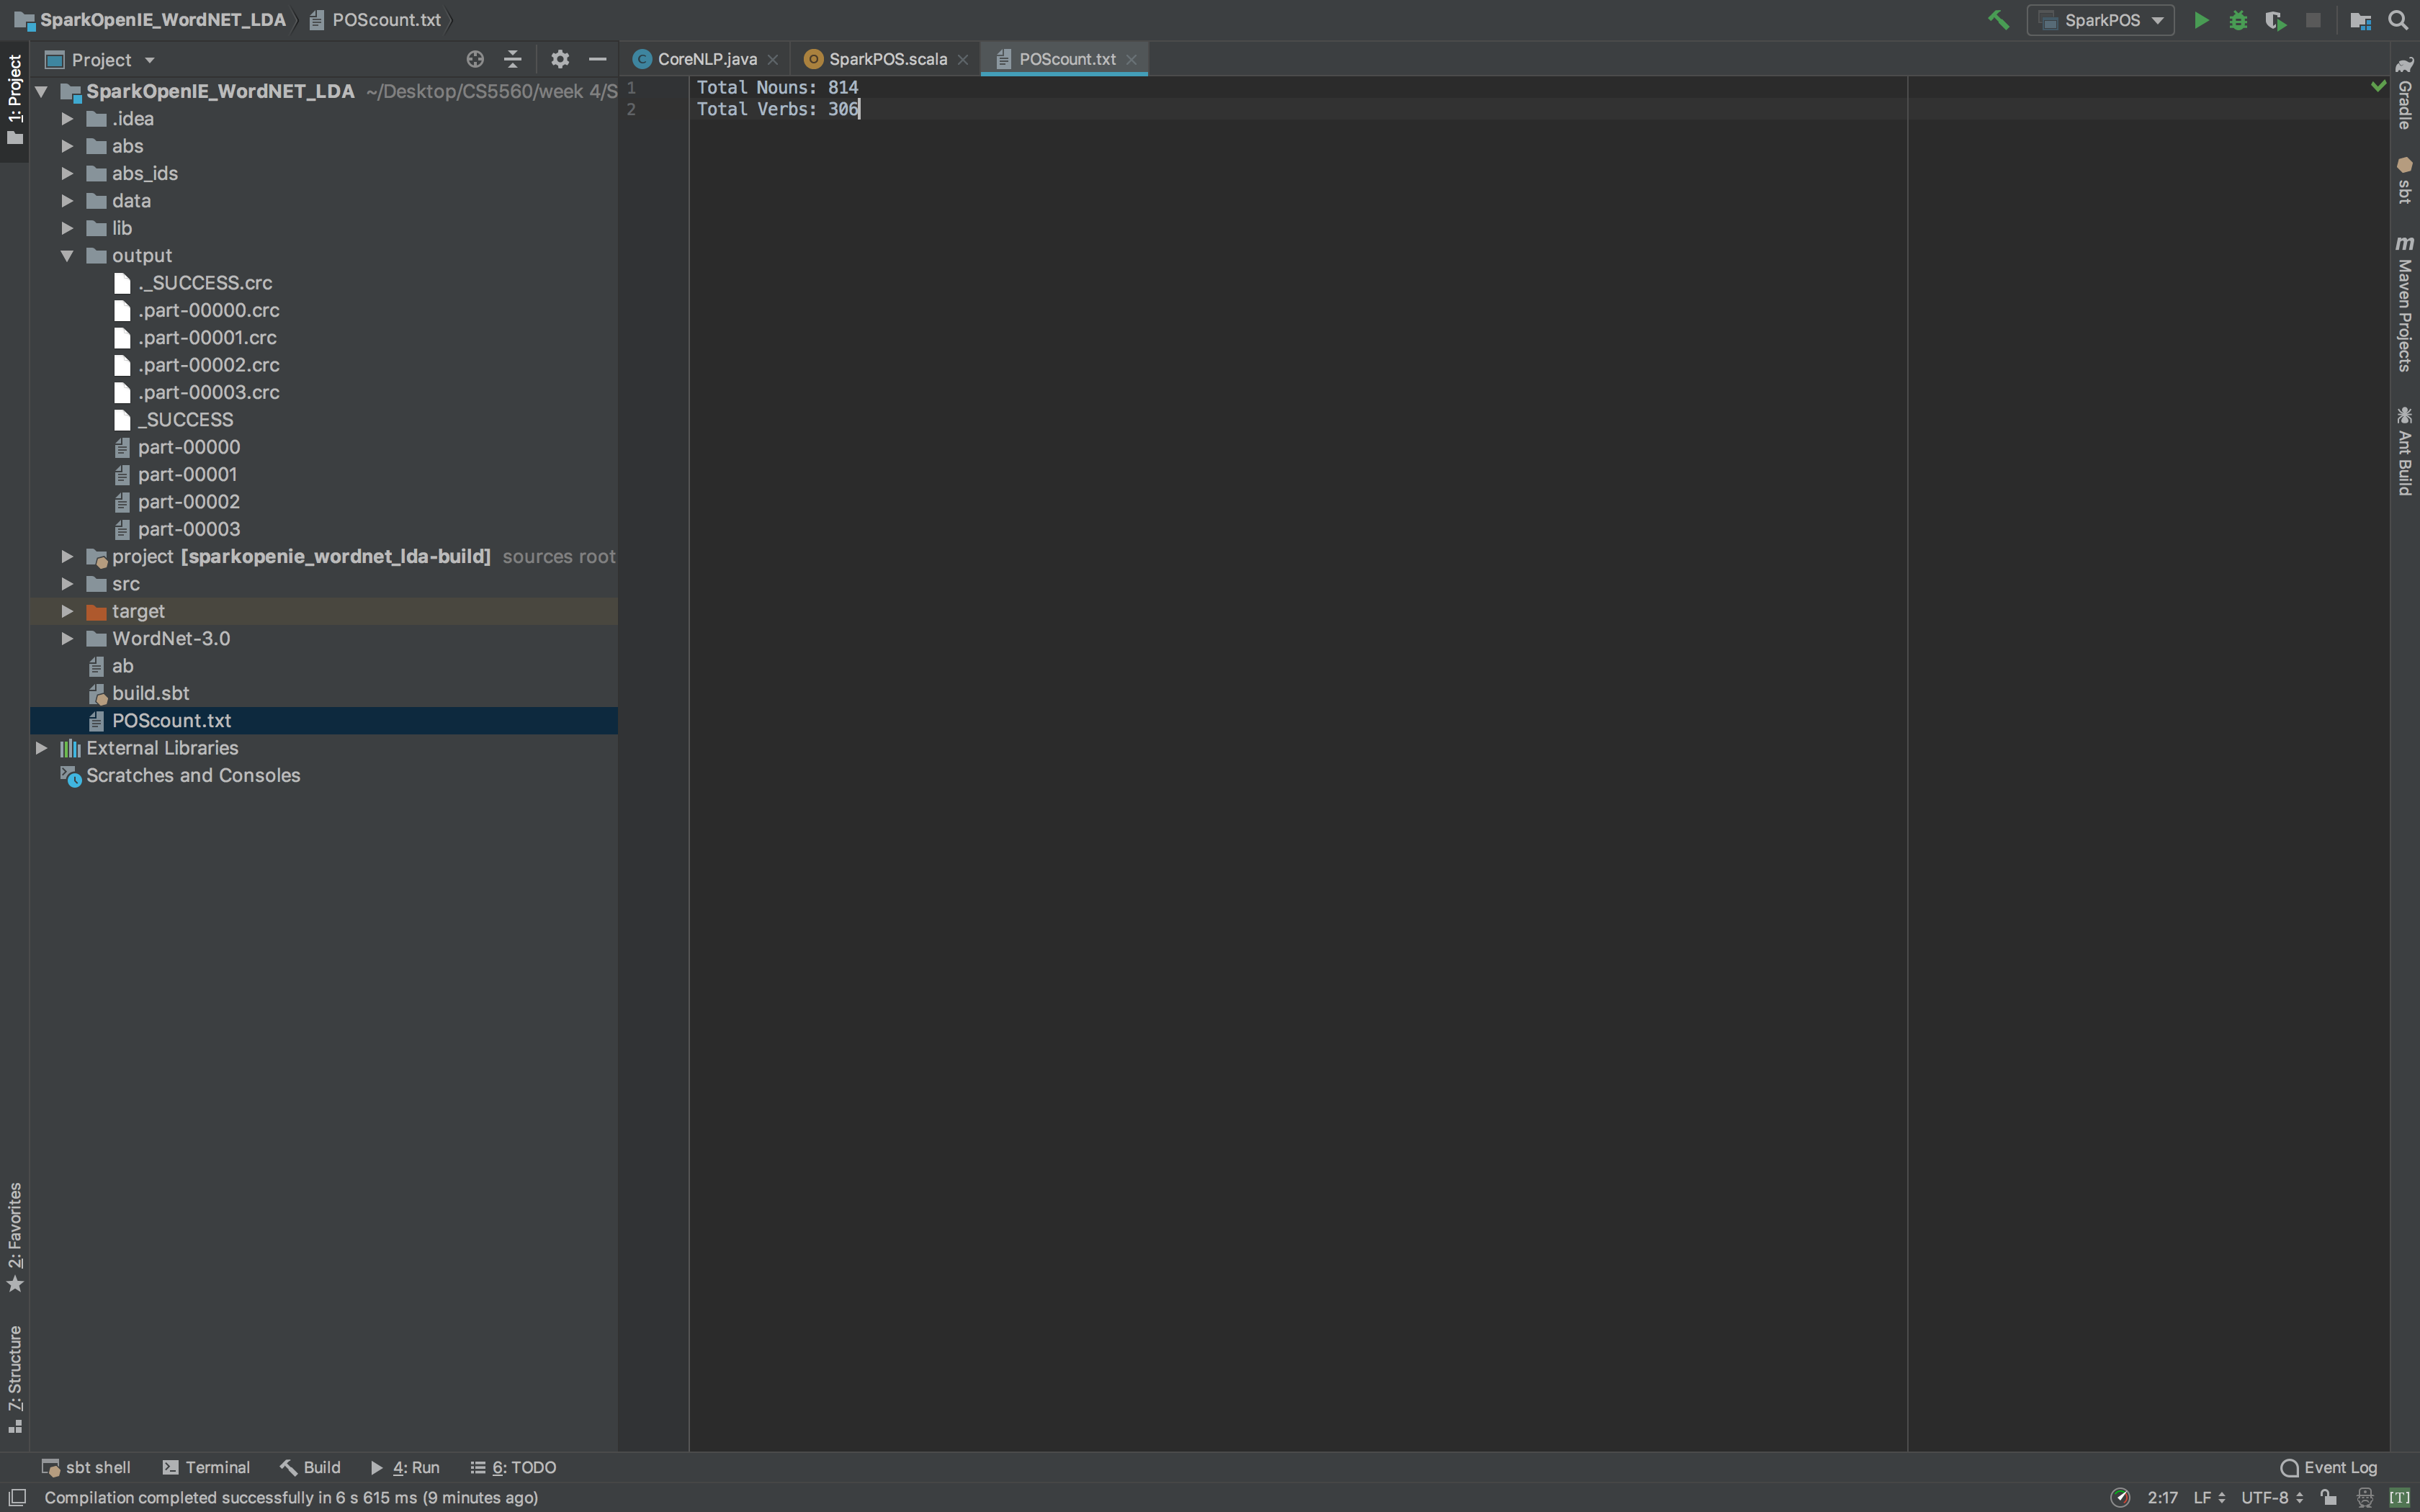 SparkOpenIE_WordNET_LDA POScount.txt
SparkPOS
1: Project
Project
CoreNLP.java
SparkPOS.scala
POScount.txt
SparkOpenIE_WordNET_LDA ~/Desktop/CS5560/week 4/S
.idea
abs
abs_ids
data
lib
output
._SUCCESS.crc
.part-00000.crc
.part-00001.crc
.part-00002.crc
.part-00003.crc
_SUCCESS
part-00000
part-00001
part-00002
part-00003
project [sparkopenie_wordnet_lda-build] sources root
src
target
WordNet-3.0
ab
build.sbt
POScount.txt
External Libraries
Scratches and Consoles
1 Total Nouns: 814
2 Total Verbs: 306
Gradle
sbt
m Maven Projects
Ant Build
2: Favorites
7: Structure
sbt shell Terminal Build 4: Run 6: TODO Event Log
Compilation completed successfully in 6 s 615 ms (9 minutes ago) 2:17 LF UTF-8 [T]